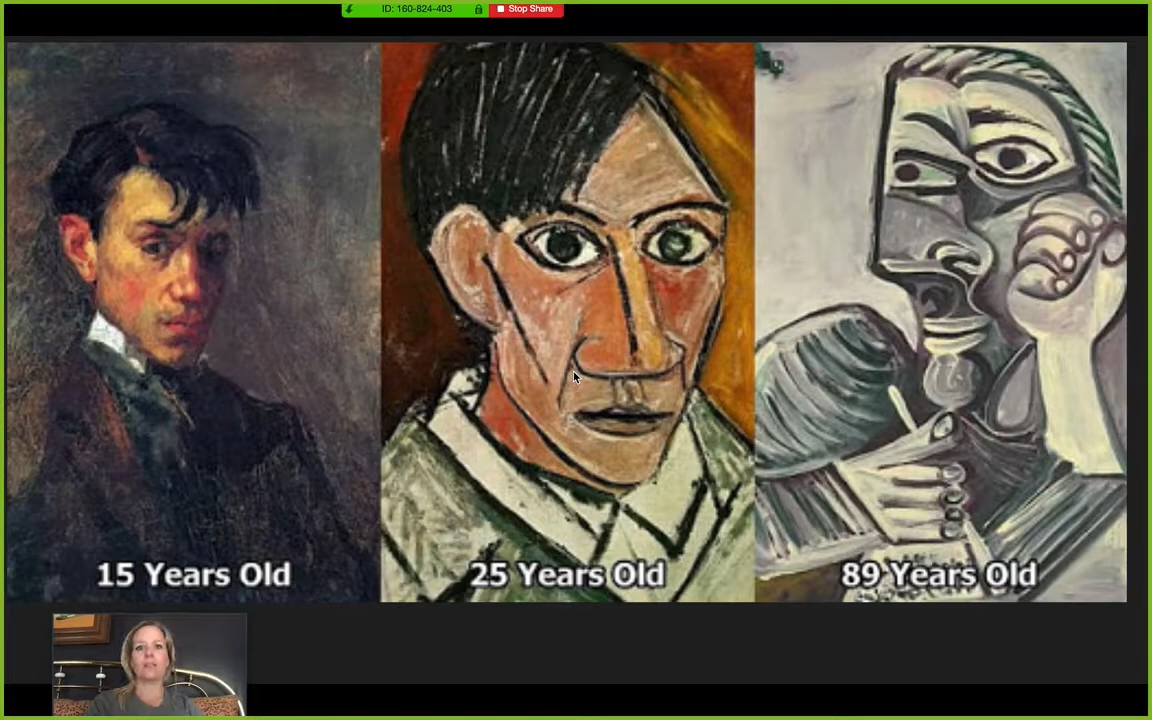 ID: 160-824-403
Stop Share
15 Years Old
25 Years Old
89 Years Old